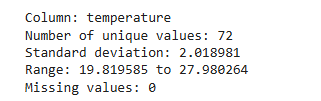 Column: temperature
Number of unique values: 72
Standard deviation: 2.018981
Range: 19.819585 to 27.980264
Missing values: 0